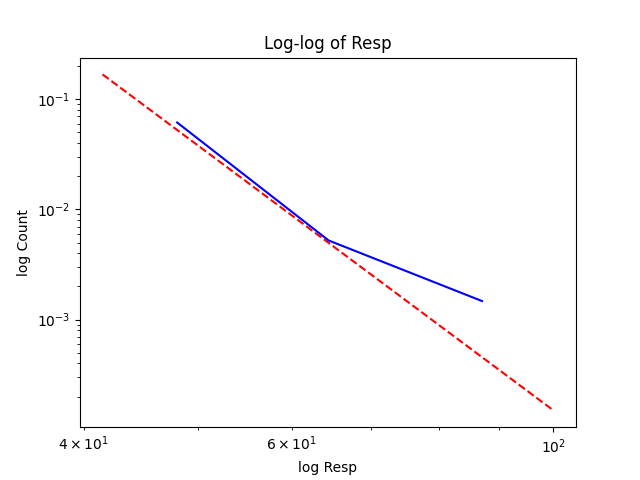 Log-log of Resp
log Count
10⁻¹
10⁻²
10⁻³
4 × 10¹
6 × 10¹
10²
log Resp